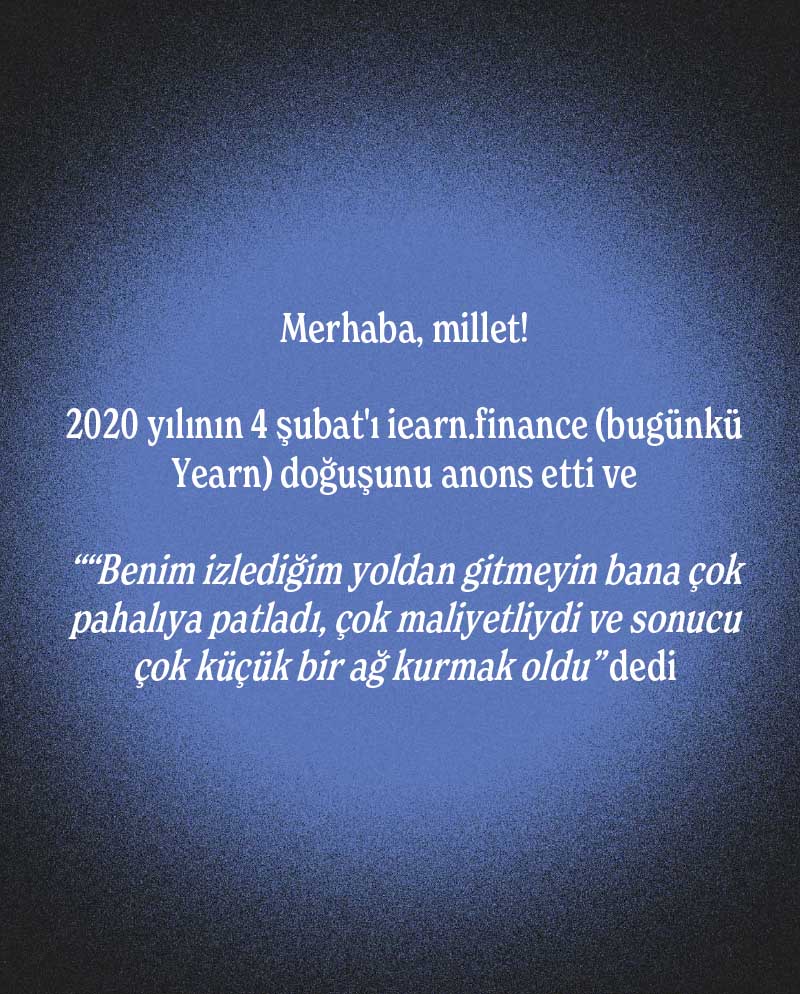 Merhaba, millet!
2020 yılının 4 şubat'ı iearn.finance (bugünkü
Yearn) doğuşunu anons etti ve
““Benim izlediğim yoldan gitmeyin bana çok
pahalıya patladı, çok maliyetliydi ve sonucu
çok küçük bir ağ kurmak oldu” dedi